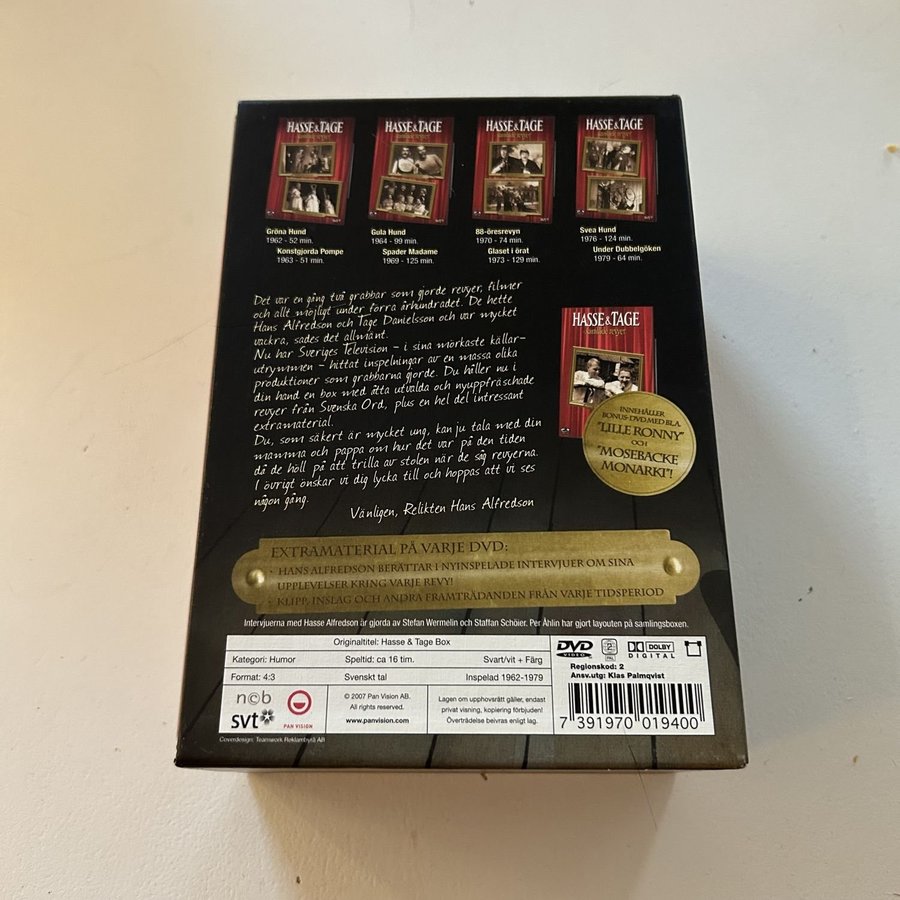 HASSE & TAGE
samlade revyer
HASSE & TAGE
samlade revyer
HASSE & TAGE
samlade revyer
HASSE & TAGE
samlade revyer
Gröna Hund
1962 - 52 min.
Konstgjorda Pompe
1963 - 51 min.
Gula Hund
1964 - 99 min.
Spader Madame
1969 - 125 min.
88-öresrevyn
1970 - 74 min.
Glaset i örat
1973 - 129 min.
Svea Hund
1976 - 124 min.
Under Dubbelgöken
1979 - 64 min.
Det var en gång två grabbar som gjorde revyer, filmer
och allt möjligt under förra århundradet. De hette
Hans Alfredson och Tage Danielsson och var mycket
vackra, sades det allmänt.
Nu har Sveriges Television - i sina mörkaste källar-
utrymmen - hittat inspelningar av en massa olika
produktioner som grabbarna gjorde. Du håller nu i
din hand en box med åtta utvalda och nyuppfräschade
revyer från Svenska Ord, plus en hel del intressant
extramaterial.
Du, som säkert är mycket ung, kan ju tala med din
mamma och pappa om hur det var på den tiden
då de höll på att trilla av stolen när de såg revyerna.
I övrigt önskar vi dig lycka till och hoppas att vi ses
någon gång.
Vänligen, Relikten Hans Alfredson
HASSE & TAGE
samlade revyer
INNEHÅLLER
BONUS-DVD MED BL.A.
"LILLE RONNY"
OCH
"MOSEBACKE
MONARKI"!
EXTRAMATERIAL PÅ VARJE DVD:
· HANS ALFREDSON BERÄTTAR I NYINSPELADE INTERVJUER OM SINA
UPPLEVELSER KRING VARJE REVY!
· KLIPP, INSLAG OCH ANDRA FRAMTRÄDANDEN FRÅN VARJE TIDSPERIOD
Intervjuerna med Hasse Alfredson är gjorda av Stefan Wermelin och Staffan Schöier. Per Åhlin har gjort layouten på samlingsboxen.
Originaltitel: Hasse & Tage Box
Kategori: Humor
Speltid: ca 16 tim.
Svart/vit + Färg
Format: 4:3
Svenskt tal
Inspelad 1962-1979
ncb
svt
PAN VISION
© 2007 Pan Vision AB.
All rights reserved.
www.panvision.com
Lagen om upphovsrätt gäller, endast
privat visning, kopiering förbjuden!
Överträdelse beivras enligt lag.
DVD
VIDEO
2
PAL
DOLBY
DIGITAL
Regionskod: 2
Ansv.utg: Klas Palmqvist
7 391970 019400
Coverdesign: Teamwork Reklambyrå AB